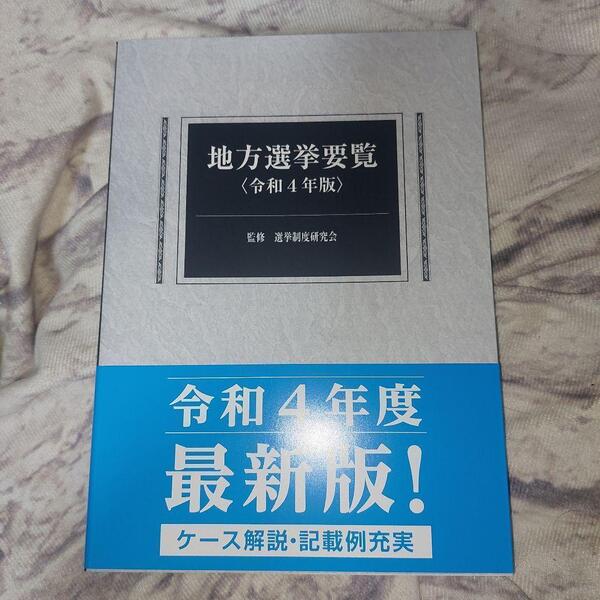 地方選挙要覧
〈令和4年版〉
監修 選挙制度研究会
令和4年度
最新版!
ケース解説・記載例充実